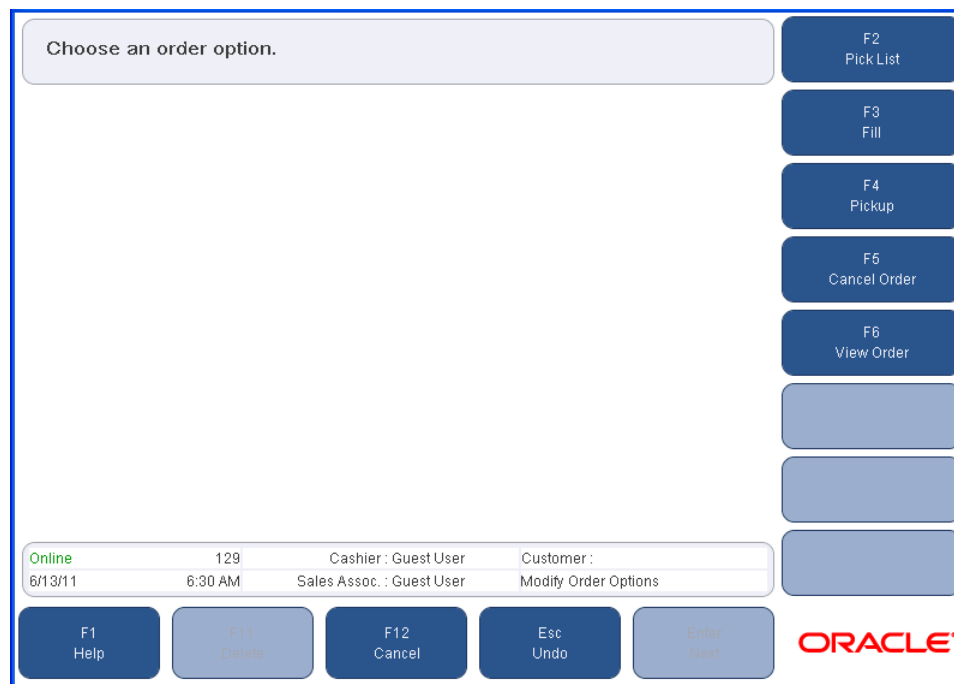 Choose an order option.
F2
Pick List
F3
Fill
F4
Pickup
F5
Cancel Order
F6
View Order
Online 129 Cashier : Guest User Customer :
6/13/11 6:30 AM Sales Assoc. : Guest User Modify Order Options
F1
Help
F11
Delete
F12
Cancel
Esc
Undo
Enter
Next
ORACLE